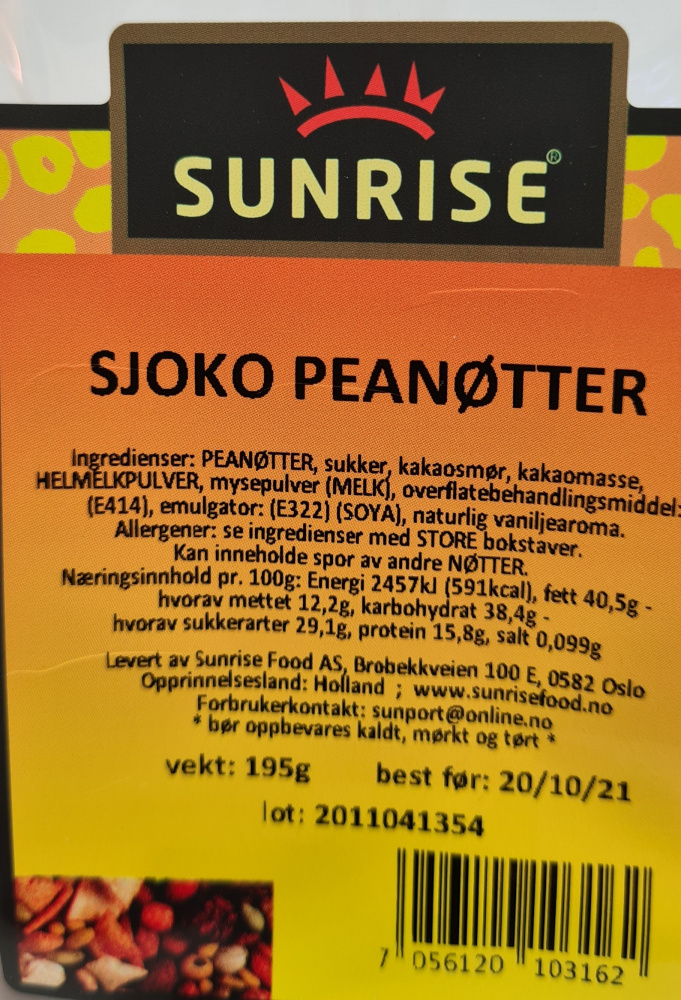 SUNRISE®
SJOKO PEANØTTER
Ingredienser: PEANØTTER, sukker, kakaosmør, kakaomasse,
HELMELKPULVER, mysepulver (MELK), overflatebehandlingsmiddel:
(E414), emulgator: (E322) (SOYA), naturlig vaniljearoma.
Allergener: se ingredienser med STORE bokstaver.
Kan inneholde spor av andre NØTTER.
Næringsinnhold pr. 100g: Energi 2457kJ (591kcal), fett 40,5g -
hvorav mettet 12,2g, karbohydrat 38,4g -
hvorav sukkerarter 29,1g, protein 15,8g, salt 0,099g
Levert av Sunrise Food AS, Brobekkveien 100 E, 0582 Oslo
Opprinnelsesland: Holland ; www.sunrisefood.no
Forbrukerkontakt: sunport@online.no
* bør oppbevares kaldt, mørkt og tørt *
vekt: 195g best før: 20/10/21
lot: 2011041354
7 056120 103162